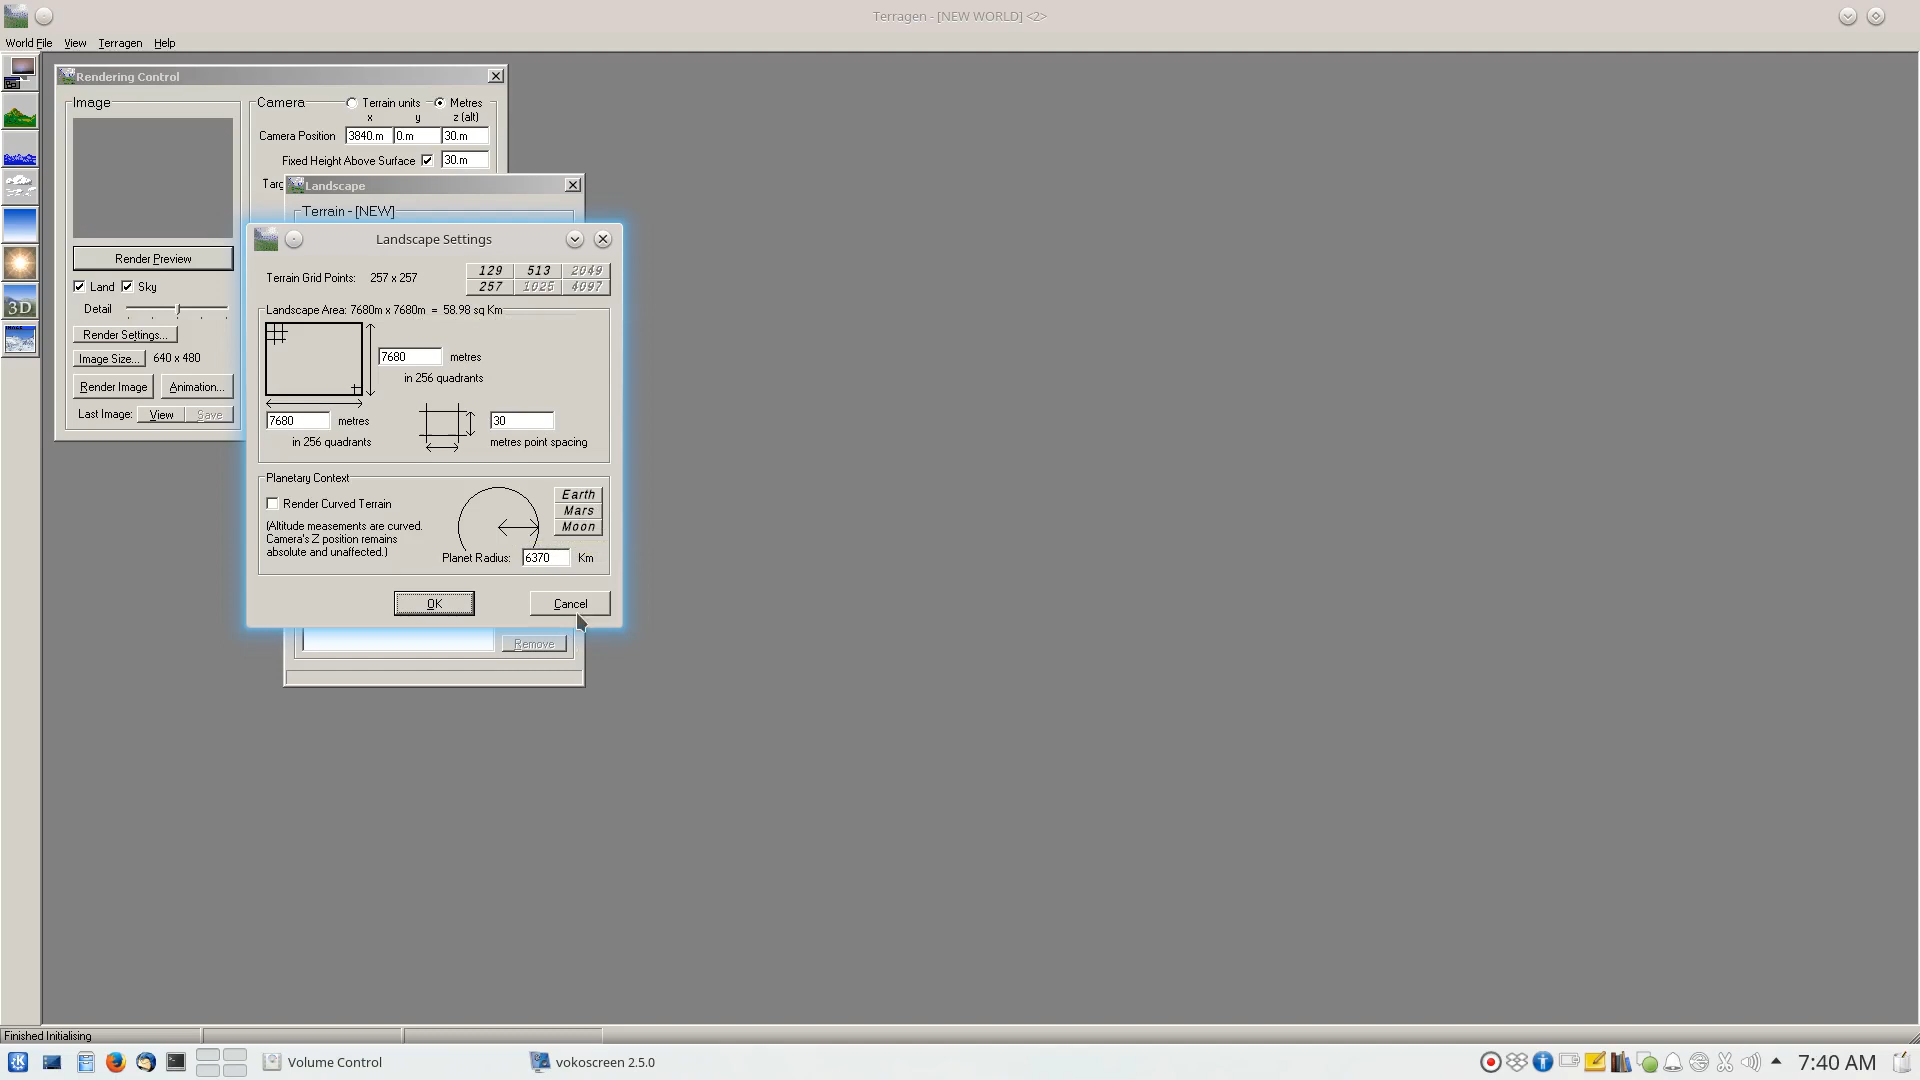 Terragen - [NEW WORLD] <2>
World File View Terragen Help
Rendering Control
Image
Camera
Terrain units
Metres
x y z (alt)
Camera Position 3840.m 0.m 30.m
Fixed Height Above Surface 30.m
Targ
Landscape
Terrain - [NEW]
Render Preview
Land Sky
Detail
Render Settings...
Image Size... 640 x 480
Render Image Animation...
Last Image: View Save
3D
IMAGE
Landscape Settings
Terrain Grid Points: 257 x 257
129 513 2049
257 1025 4097
Landscape Area: 7680m x 7680m = 58.98 sq Km
7680 metres
in 256 quadrants
7680 metres
in 256 quadrants
30
metres point spacing
Planetary Context
Render Curved Terrain
(Altitude measements are curved.
Camera's Z position remains
absolute and unaffected.)
Earth
Mars
Moon
Planet Radius: 6370 Km
OK Cancel
Remove
Finished Initialising
Volume Control
vokoscreen 2.5.0
7:40 AM